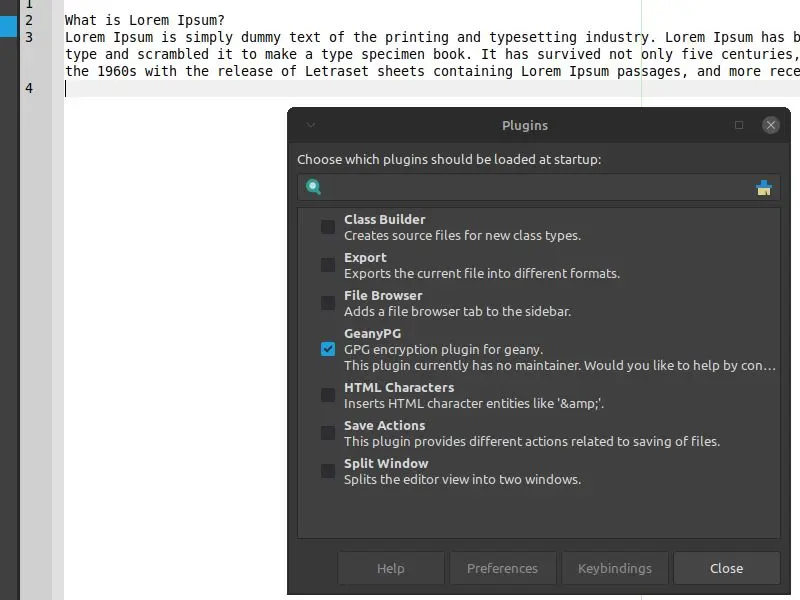 1
2 What is Lorem Ipsum?
3 Lorem Ipsum is simply dummy text of the printing and typesetting industry. Lorem Ipsum has b
type and scrambled it to make a type specimen book. It has survived not only five centuries,
the 1960s with the release of Letraset sheets containing Lorem Ipsum passages, and more rece
4
Plugins
Choose which plugins should be loaded at startup:
Class Builder
Creates source files for new class types.
Export
Exports the current file into different formats.
File Browser
Adds a file browser tab to the sidebar.
GeanyPG
GPG encryption plugin for geany.
This plugin currently has no maintainer. Would you like to help by con...
HTML Characters
Inserts HTML character entities like '&amp;'.
Save Actions
This plugin provides different actions related to saving of files.
Split Window
Splits the editor view into two windows.
Help Preferences Keybindings Close